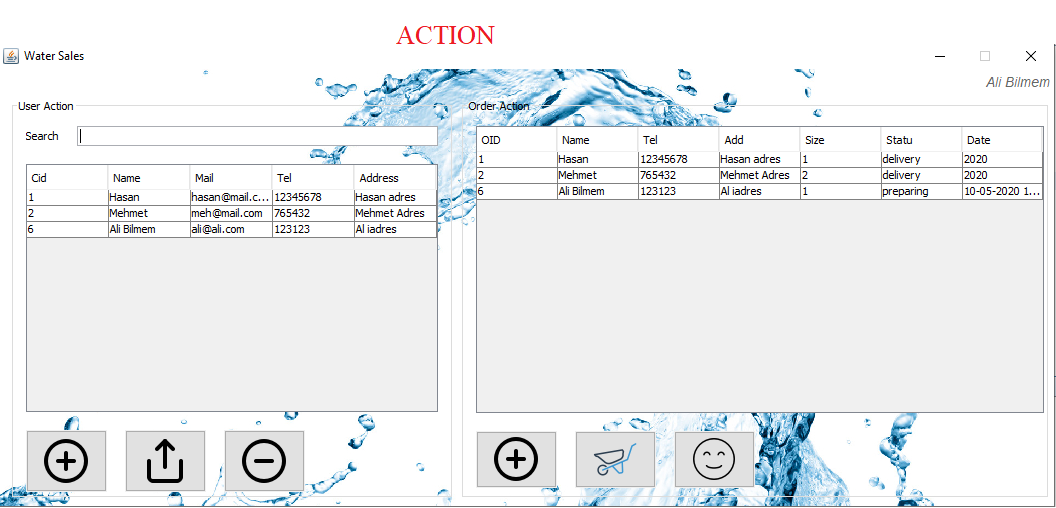 ACTION
Water Sales
Ali Bilmem
User Action
Search
Cid Name Mail Tel Address
1 Hasan hasan@mail.c... 12345678 Hasan adres
2 Mehmet meh@mail.com 765432 Mehmet Adres
6 Ali Bilmem ali@ali.com 123123 Al iadres
Order Action
OID Name Tel Add Size Statu Date
1 Hasan 12345678 Hasan adres 1 delivery 2020
2 Mehmet 765432 Mehmet Adres 2 delivery 2020
6 Ali Bilmem 123123 Al iadres 1 preparing 10-05-2020 1...